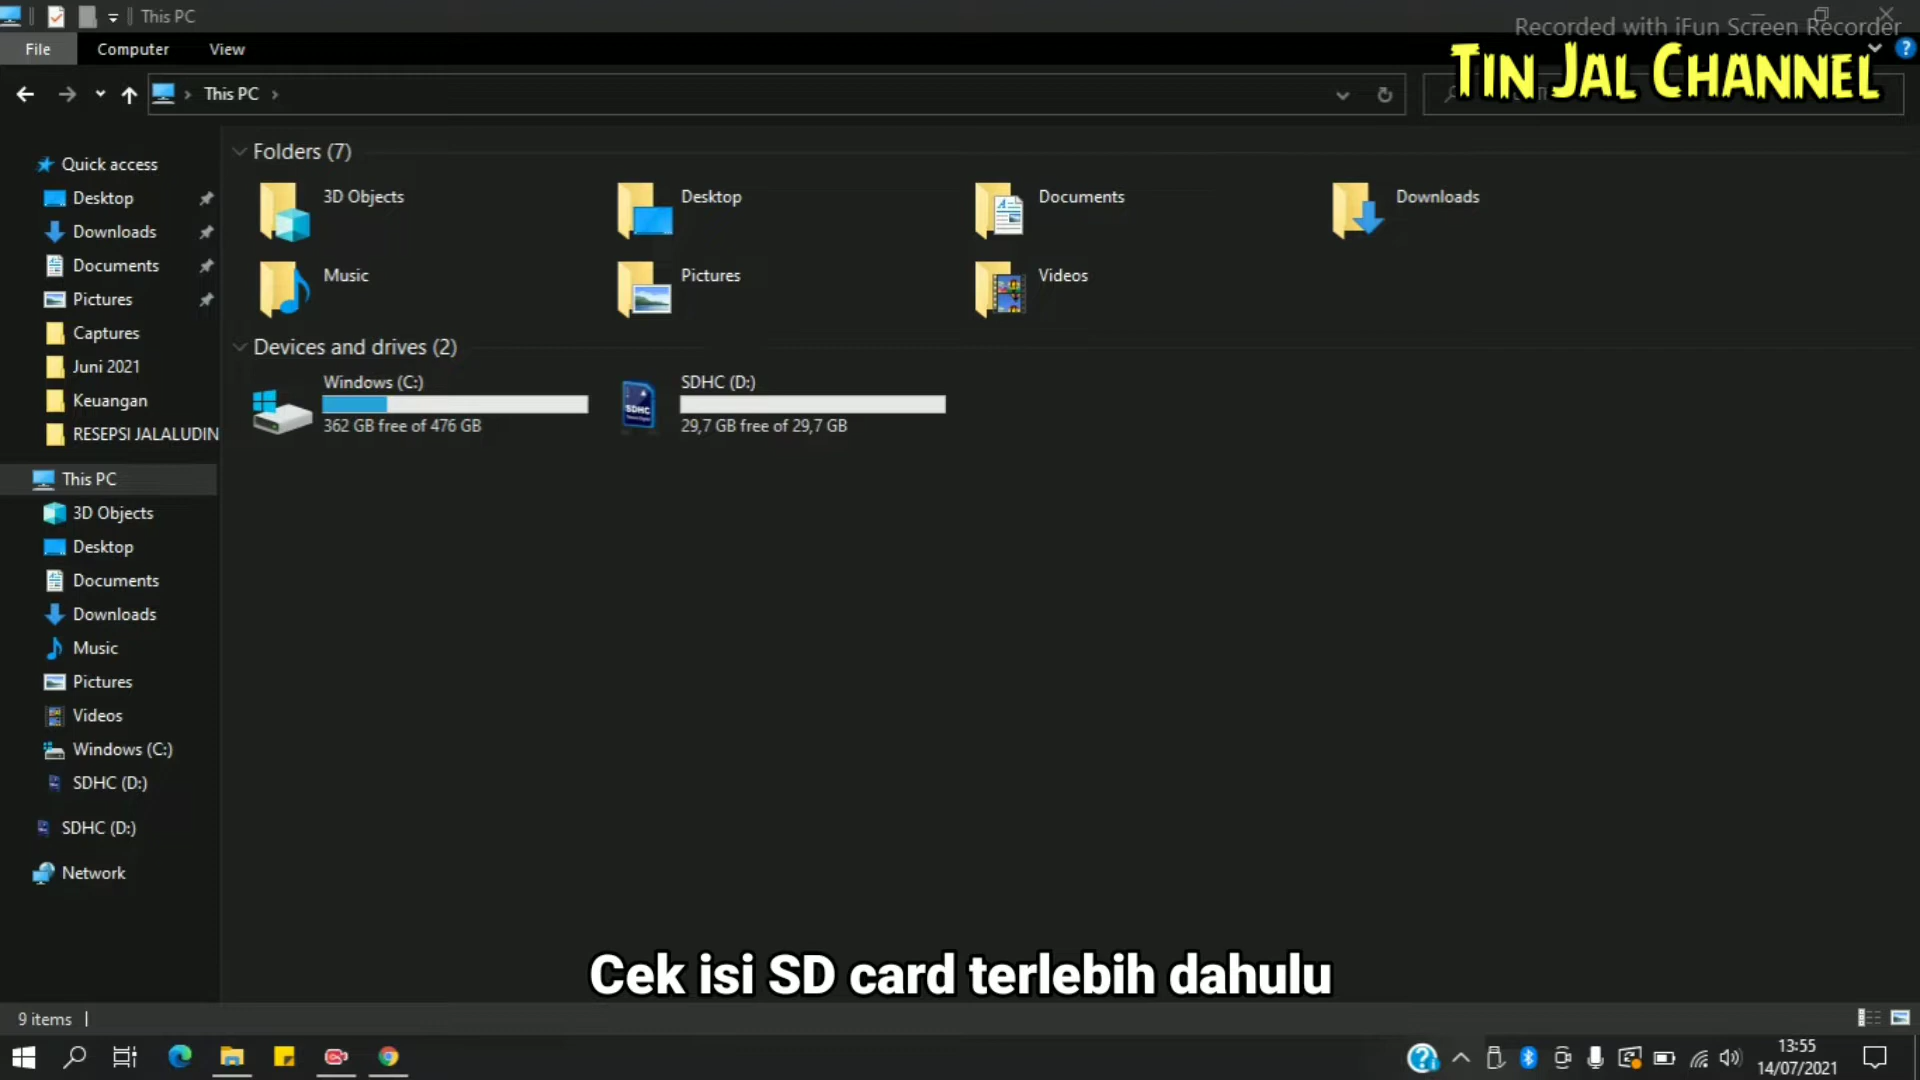 This PC
Recorded with iFun Screen Recorder
File
Computer
View
TIN JAL CHANNEL
This PC
Quick access
Desktop
Downloads
Documents
Pictures
Captures
Juni 2021
Keuangan
RESEPSI JALALUDIN
This PC
3D Objects
Desktop
Documents
Downloads
Music
Pictures
Videos
Windows (C:)
SDHC (D:)
SDHC (D:)
Network
Folders (7)
3D Objects
Desktop
Documents
Downloads
Music
Pictures
Videos
Devices and drives (2)
Windows (C:)
362 GB free of 476 GB
SDHC
SDHC (D:)
29,7 GB free of 29,7 GB
Cek isi SD card terlebih dahulu
9 items
13:55
14/07/2021